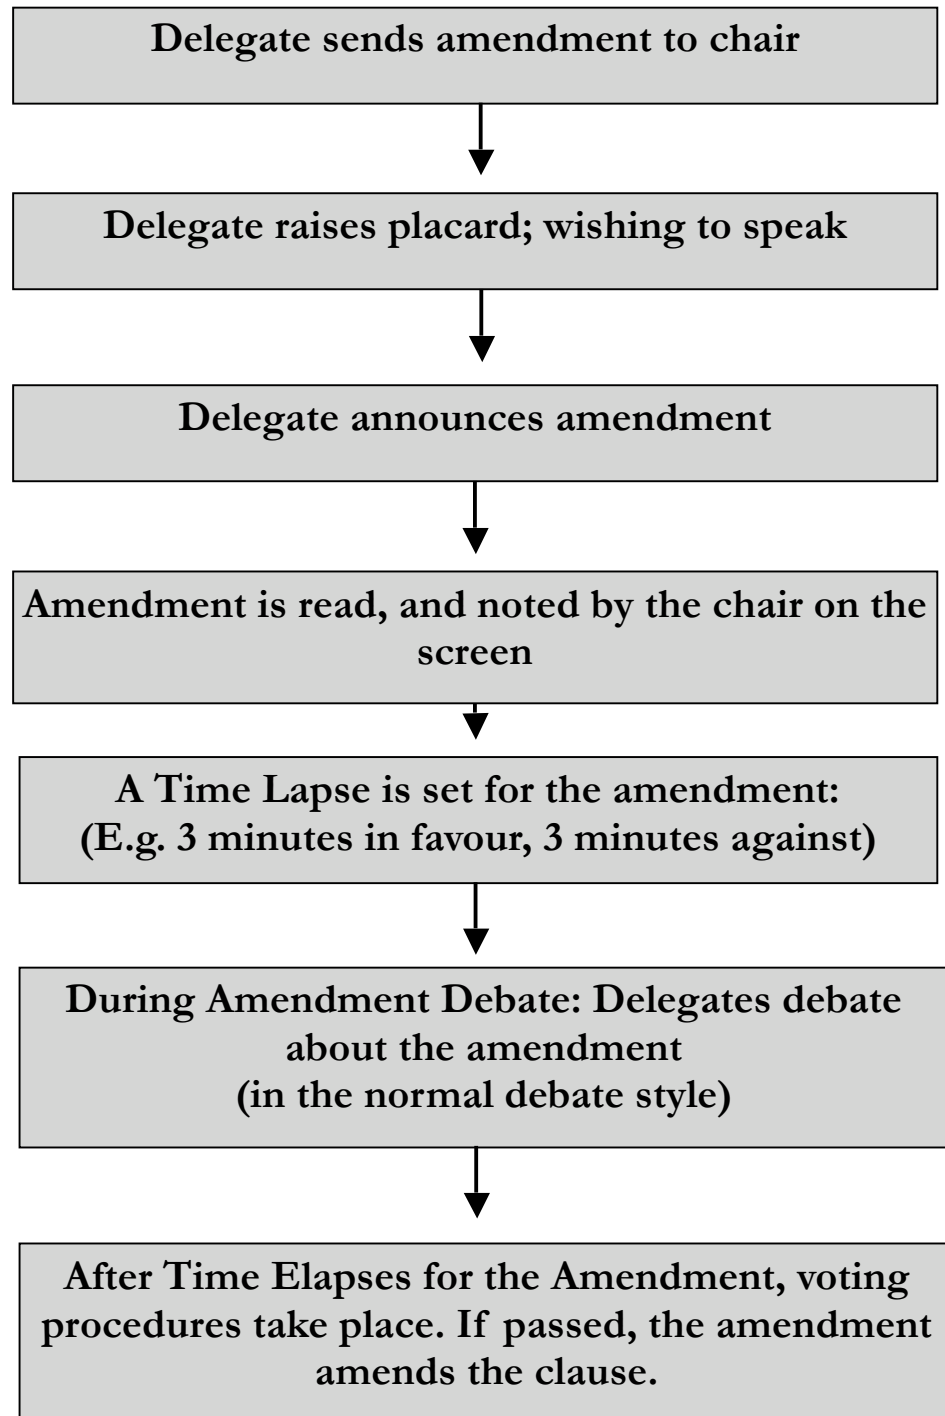 Delegate sends amendment to chair
Delegate raises placard; wishing to speak
Delegate announces amendment
Amendment is read, and noted by the chair on the
screen
A Time Lapse is set for the amendment:
(E.g. 3 minutes in favour, 3 minutes against)
During Amendment Debate: Delegates debate
about the amendment
(in the normal debate style)
After Time Elapses for the Amendment, voting
procedures take place. If passed, the amendment
amends the clause.